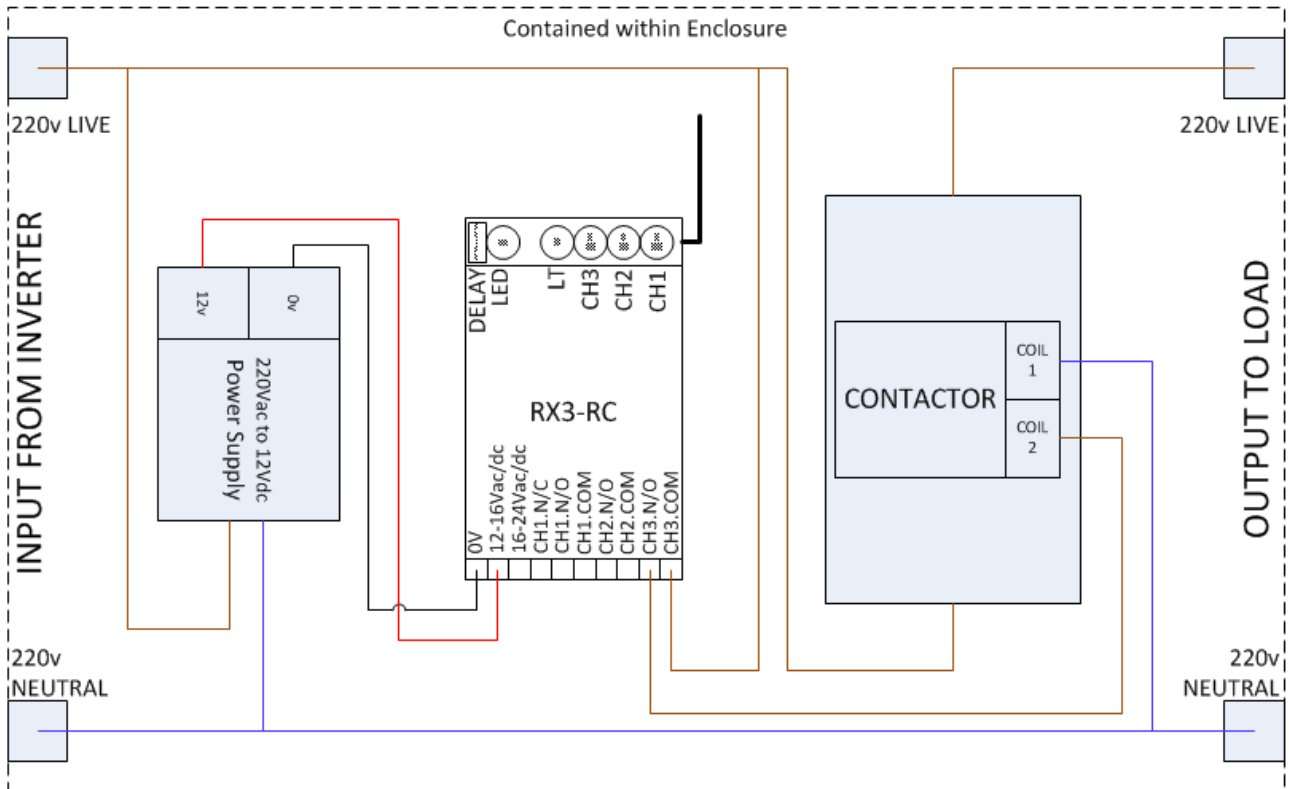 Contained within Enclosure
220v LIVE
220v LIVE
INPUT FROM INVERTER
12v
0v
220Vac to 12Vdc
Power Supply
DELAY
LED
LT
CH3
CH2
CH1
RX3-RC
0V
12-16Vac/dc
16-24Vac/dc
CH1.N/C
CH1.N/O
CH1.COM
CH2.N/O
CH2.COM
CH3.N/O
CH3.COM
CONTACTOR
COIL
1
COIL
2
OUTPUT TO LOAD
220v
NEUTRAL
220v
NEUTRAL